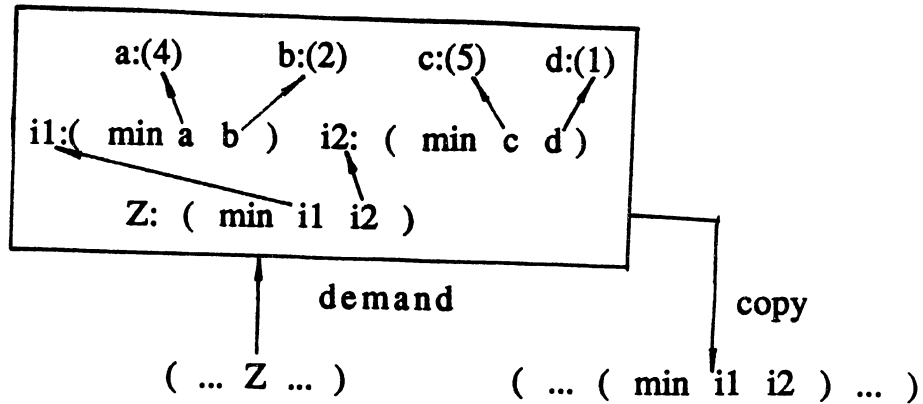 a:(4) b:(2) c:(5) d:(1)
i1:( min a b ) i2: ( min c d )
Z: ( min i1 i2 )
demand
copy
( ... Z ... ) ( ... ( min i1 i2 ) ... )